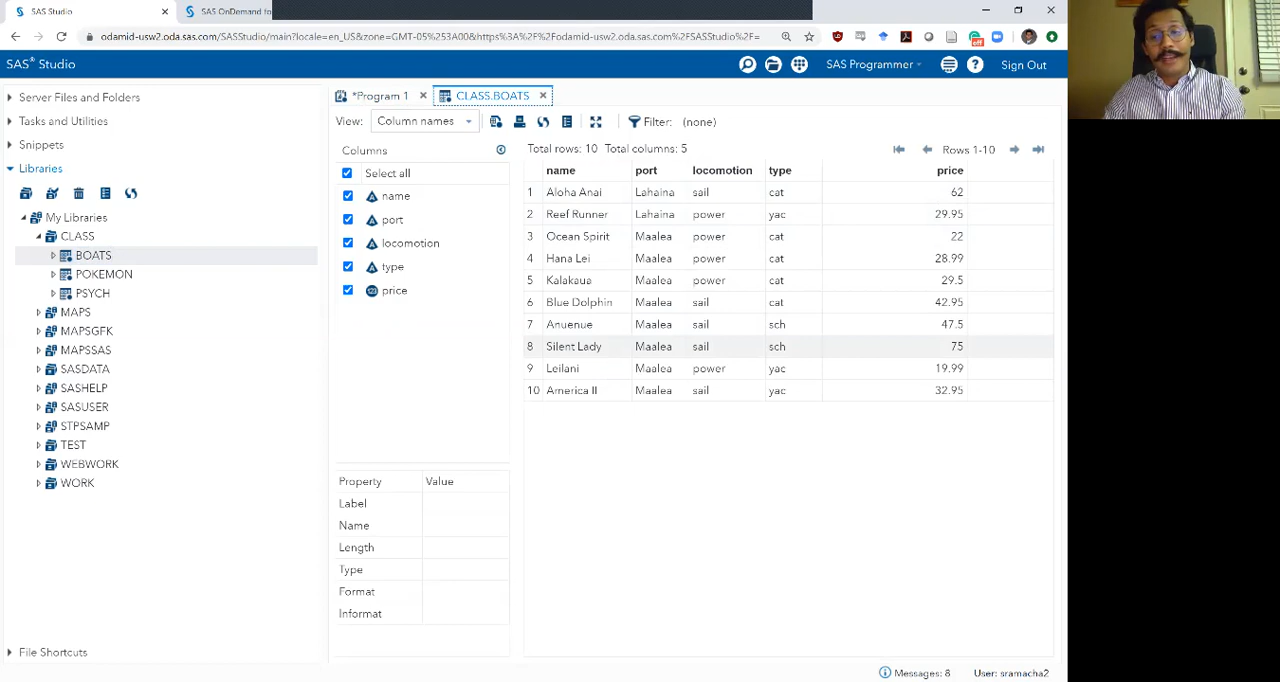 SAS Studio
SAS OnDemand fo
odamid-usw2.oda.sas.com/SASStudio/main?locale=en_US&zone=GMT-05%253A00&https%3A%2F%2Fodamid-usw2.oda.sas.com%2FSASStudio%2F=
SAS® Studio
SAS Programmer
Sign Out
Server Files and Folders
Tasks and Utilities
Snippets
Libraries
My Libraries
CLASS
BOATS
POKEMON
PSYCH
MAPS
MAPSGFK
MAPSSAS
SASDATA
SASHELP
SASUSER
STPSAMP
TEST
WEBWORK
WORK
File Shortcuts
*Program 1
CLASS.BOATS
View: Column names
Filter: (none)
Columns
Select all
name
port
locomotion
type
price
Property Value
Label
Name
Length
Type
Format
Informat
Total rows: 10 Total columns: 5
Rows 1-10
name port locomotion type price
1 Aloha Anai Lahaina sail cat 62
2 Reef Runner Lahaina power yac 29.95
3 Ocean Spirit Maalea power cat 22
4 Hana Lei Maalea power cat 28.99
5 Kalakaua Maalea power cat 29.5
6 Blue Dolphin Maalea sail cat 42.95
7 Anuenue Maalea sail sch 47.5
8 Silent Lady Maalea sail sch 75
9 Leilani Maalea power yac 19.99
10 America II Maalea sail yac 32.95
Messages: 8
User: sramacha2